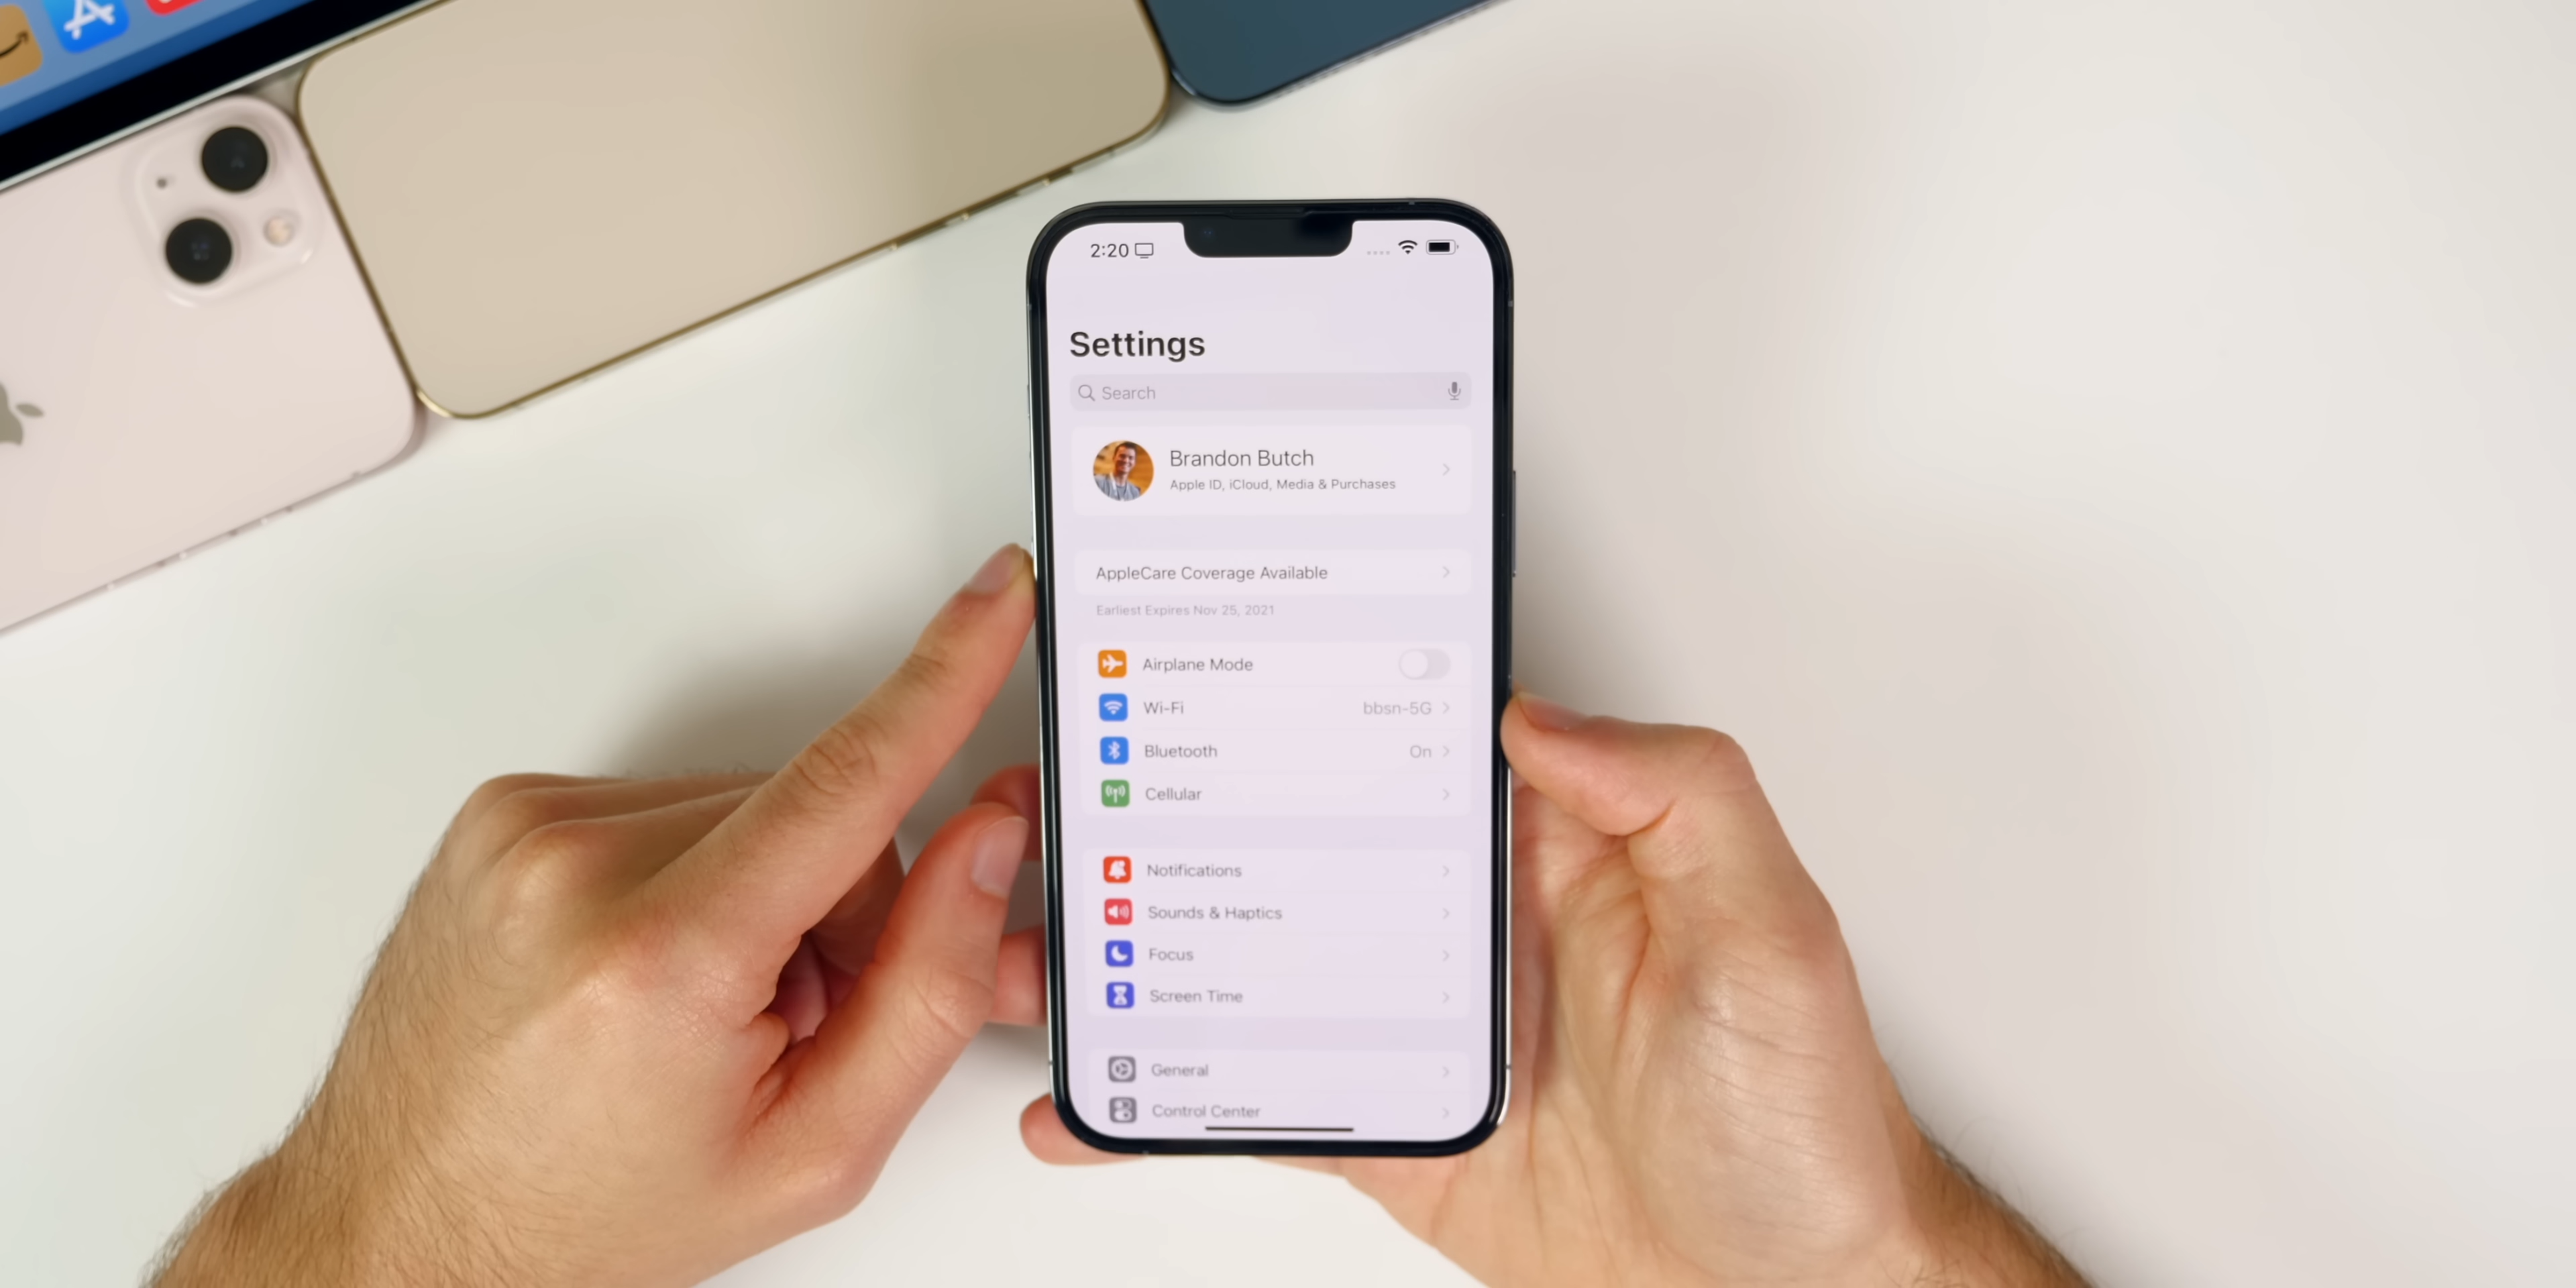 2:20
Settings
Search
Brandon Butch
Apple ID, iCloud, Media & Purchases
AppleCare Coverage Available
Earliest Expires Nov 25, 2021
Airplane Mode
Wi-Fi bbsn-5G
Bluetooth On
Cellular
Notifications
Sounds & Haptics
Focus
Screen Time
General
Control Center